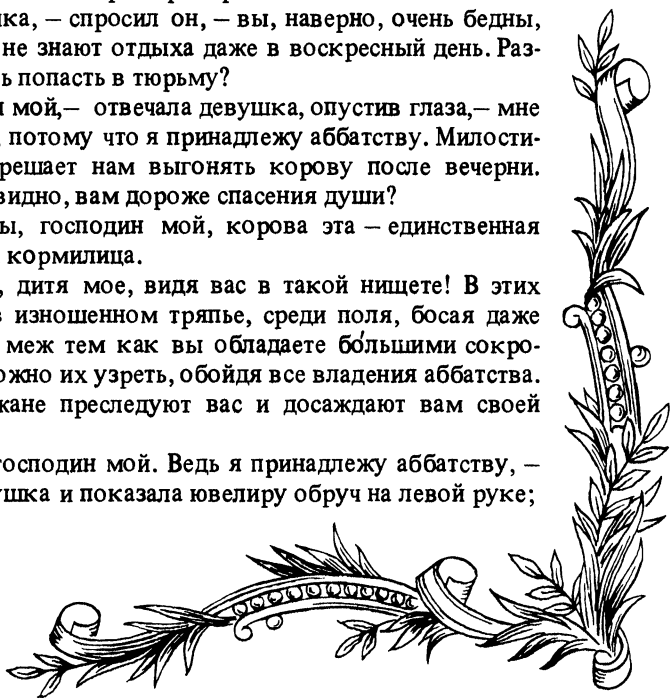 ка, – спросил он, – вы, наверно, очень бедны,
не знают отдыха даже в воскресный день. Раз-
ь попасть в тюрьму?
мой,– отвечала девушка, опустив глаза,– мне
, потому что я принадлежу аббатству. Милости-
решает нам выгонять корову после вечерни.
видно, вам дороже спасения души?
ы, господин мой, корова эта – единственная
кормилица.
, дитя мое, видя вас в такой нищете! В этих
в изношенном тряпье, среди поля, босая даже
меж тем как вы обладаете бо́льшими сокро-
ожно их узреть, обойдя все владения аббатства.
жане преследуют вас и досаждают вам своей
господин мой. Ведь я принадлежу аббатству, –
ушка и показала ювелиру обруч на левой руке;